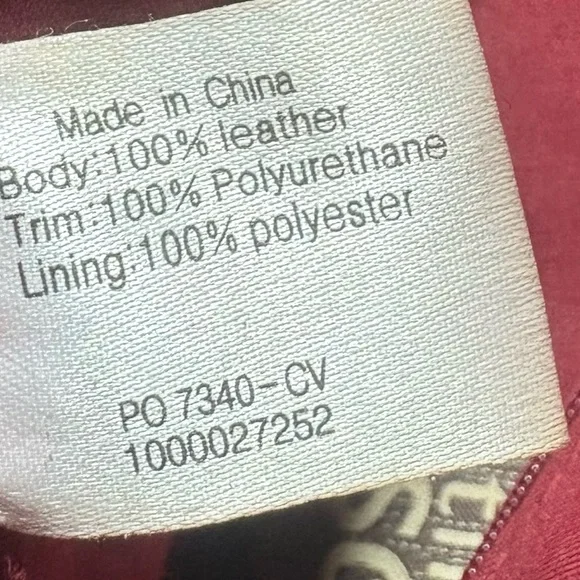 Made in China
Body:100% leather
Trim:100% Polyurethane
Lining:100% polyester
PO 7340-CV
1000027252